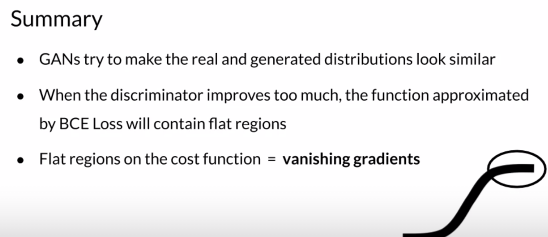 Summary
• GANs try to make the real and generated distributions look similar
• When the discriminator improves too much, the function approximated
by BCE Loss will contain flat regions
• Flat regions on the cost function = vanishing gradients